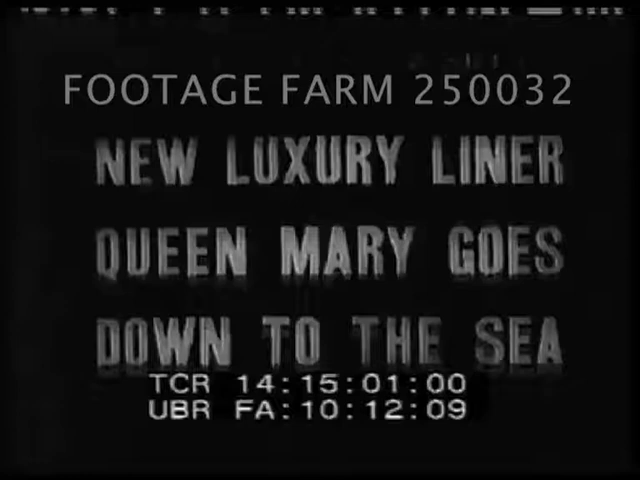 FOOTAGE FARM 250032
NEW LUXURY LINER
QUEEN MARY GOES
DOWN TO THE SEA
TCR 14:15:01:00
UBR FA:10:12:09